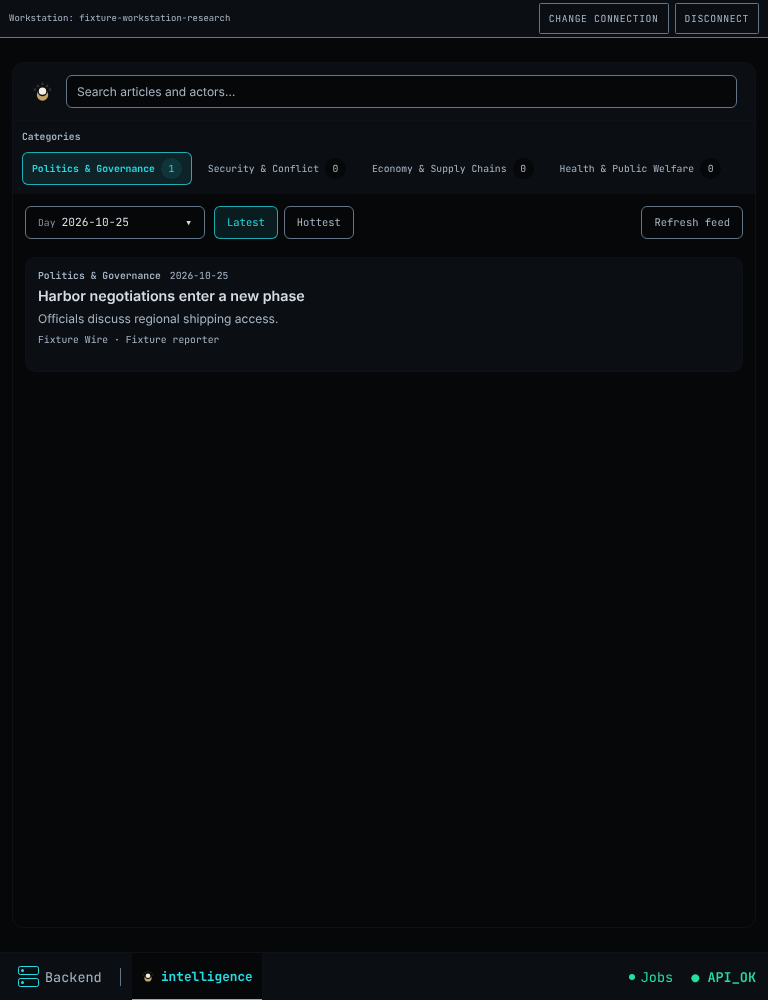 Workstation: fixture-workstation-research CHANGE CONNECTION DISCONNECT
Search articles and actors...
Categories
Politics & Governance 1 Security & Conflict 0 Economy & Supply Chains 0 Health & Public Welfare 0
Day 2026-10-25 Latest Hottest Refresh feed
Politics & Governance 2026-10-25
Harbor negotiations enter a new phase
Officials discuss regional shipping access.
Fixture Wire · Fixture reporter
Backend intelligence Jobs API_OK